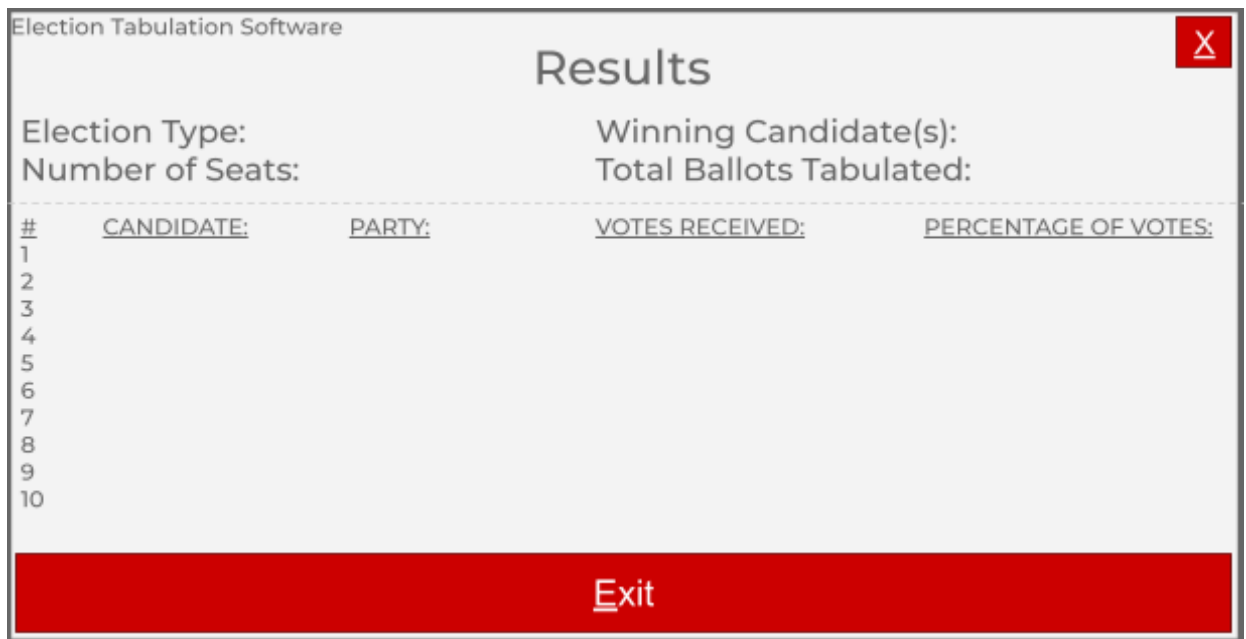 Election Tabulation Software
X
Results
Election Type:
Winning Candidate(s):
Number of Seats:
Total Ballots Tabulated:
# CANDIDATE: PARTY: VOTES RECEIVED: PERCENTAGE OF VOTES:
1
2
3
4
5
6
7
8
9
10
Exit